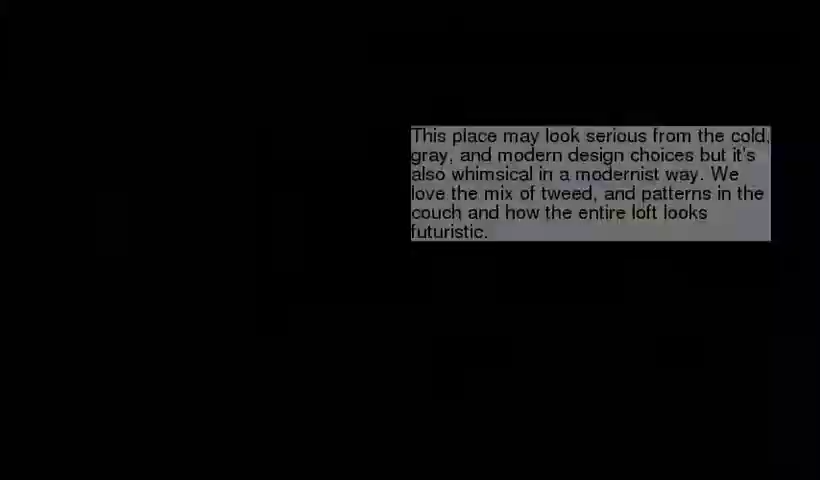 This place may look serious from the cold,
gray, and modern design choices but it's
also whimsical in a modernist way. We
love the mix of tweed, and patterns in the
couch and how the entire loft looks
futuristic.